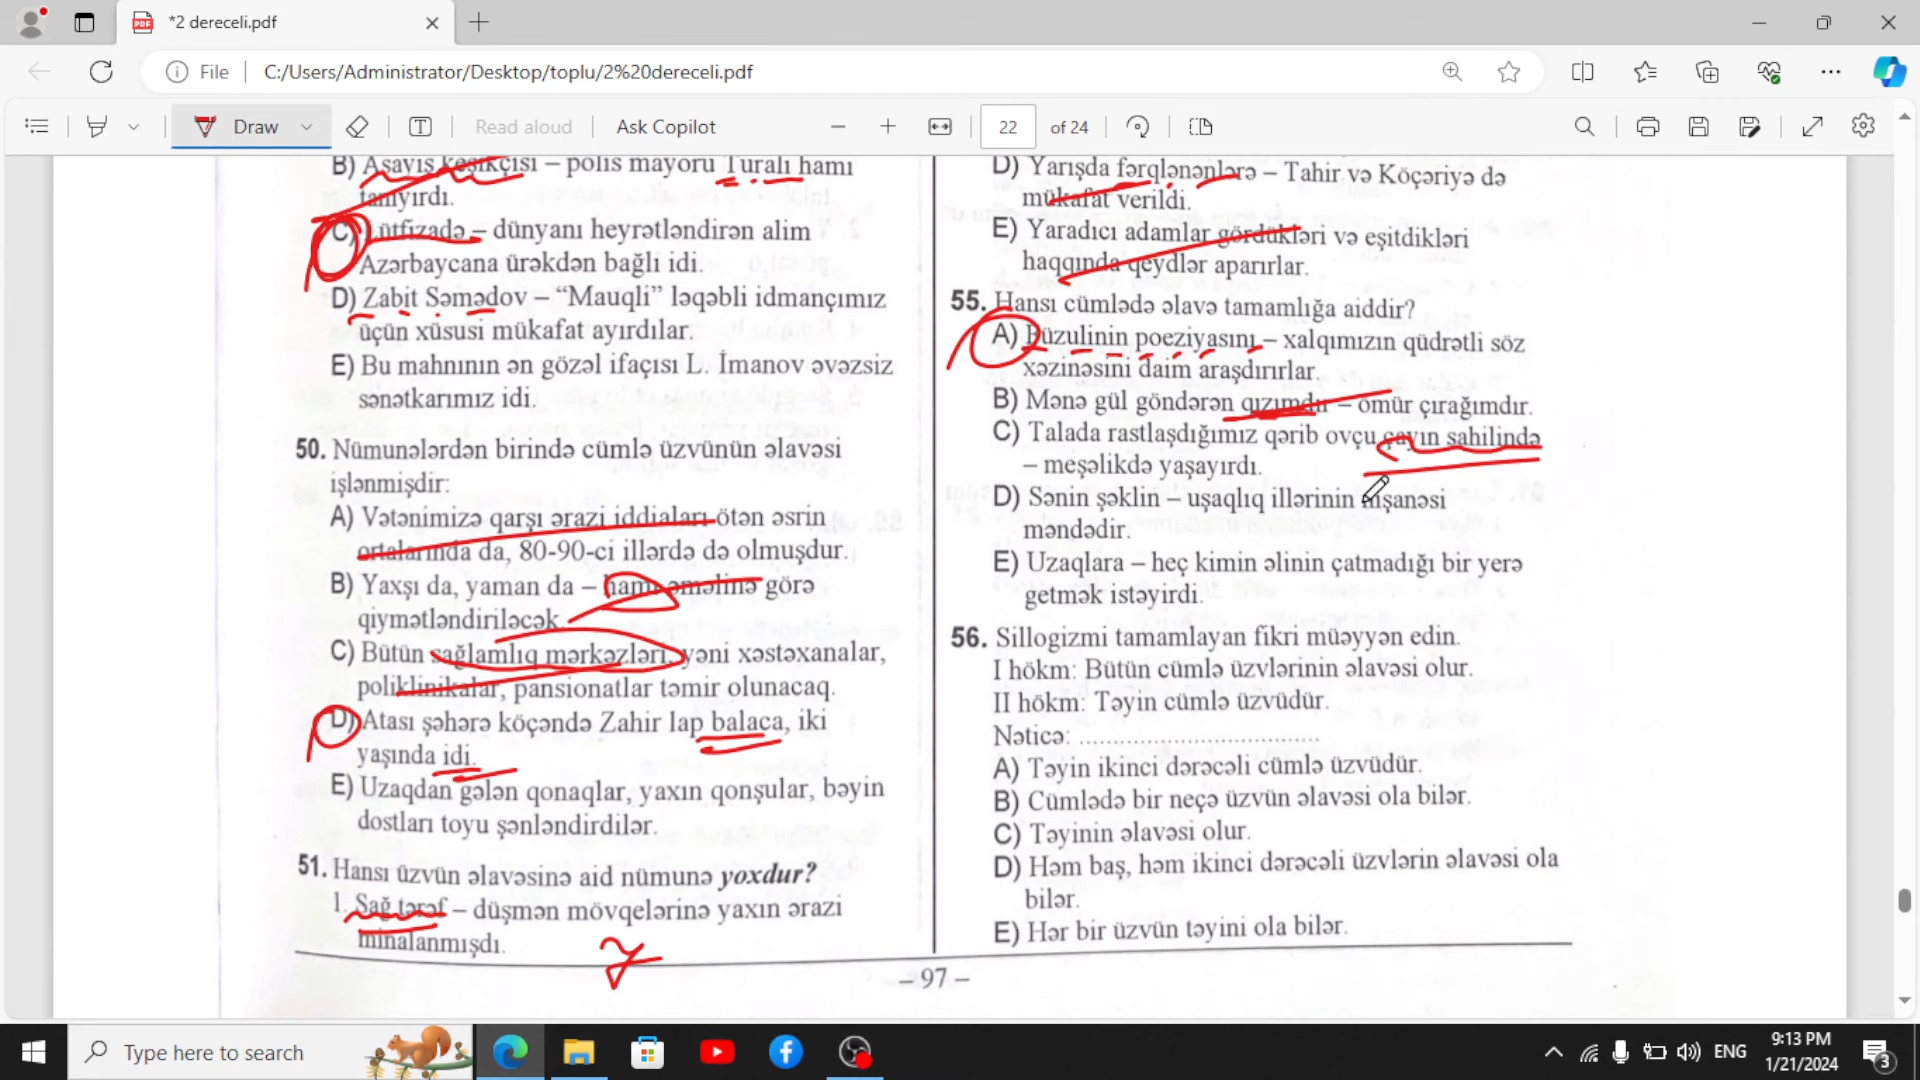 *2 dereceli.pdf
File
C:/Users/Administrator/Desktop/toplu/2%20dereceli.pdf
Draw
Read aloud
Ask Copilot
22
of 24
B) Asayiş keşikçisi – polis mayoru Turalı hamı
tanıyırdı.
C) Lütfizadə – dünyanı heyrətləndirən alim
Azərbaycana ürəkdən bağlı idi.
D) Zabit Səmədov – “Mauqli” ləqəbli idmançımız
üçün xüsusi mükafat ayırdılar.
E) Bu mahnının ən gözəl ifaçısı L. İmanov əvəzsiz
sənətkarımız idi.
50. Nümunələrdən birində cümlə üzvünün əlavəsi
işlənmişdir:
A) Vətənimizə qarşı ərazi iddiaları ötən əsrin
ortalarında da, 80-90-ci illərdə də olmuşdur.
B) Yaxşı da, yaman da – hamı əməlinə görə
qiymətləndiriləcək.
C) Bütün sağlamlıq mərkəzləri, yəni xəstəxanalar,
poliklinikalar, pansionatlar təmir olunacaq.
D) Atası şəhərə köçəndə Zahir lap balaca, iki
yaşında idi.
E) Uzaqdan gələn qonaqlar, yaxın qonşular, bəyin
dostları toyu şənləndirdilər.
51. Hansı üzvün əlavəsinə aid nümunə yoxdur?
1. Sağ tərəf – düşmən mövqelərinə yaxın ərazi
minalanmışdı.
D) Yarışda fərqlənənlərə – Tahir və Köçəriyə də
mükafat verildi.
E) Yaradıcı adamlar gördükləri və eşitdikləri
haqqında qeydlər aparırlar.
55. Hansı cümlədə əlavə tamamlığa aiddir?
A) Füzulinin poeziyasını – xalqımızın qüdrətli söz
xəzinəsini daim araşdırırlar.
B) Mənə gül göndərən qızımdır – ömür çırağımdır.
C) Talada rastlaşdığımız qərib ovçu çayın sahilində
– meşəlikdə yaşayırdı.
D) Sənin şəklin – uşaqlıq illərinin nişanəsi
məndədir.
E) Uzaqlara – heç kimin əlinin çatmadığı bir yerə
getmək istəyirdi.
56. Sillogizmi tamamlayan fikri müəyyən edin.
I hökm: Bütün cümlə üzvlərinin əlavəsi olur.
II hökm: Təyin cümlə üzvüdür.
Nəticə: ....................................
A) Təyin ikinci dərəcəli cümlə üzvüdür.
B) Cümlədə bir neçə üzvün əlavəsi ola bilər.
C) Təyinin əlavəsi olur.
D) Həm baş, həm ikinci dərəcəli üzvlərin əlavəsi ola
bilər.
E) Hər bir üzvün təyini ola bilər.
– 97 –
Type here to search
ENG
9:13 PM
1/21/2024
3